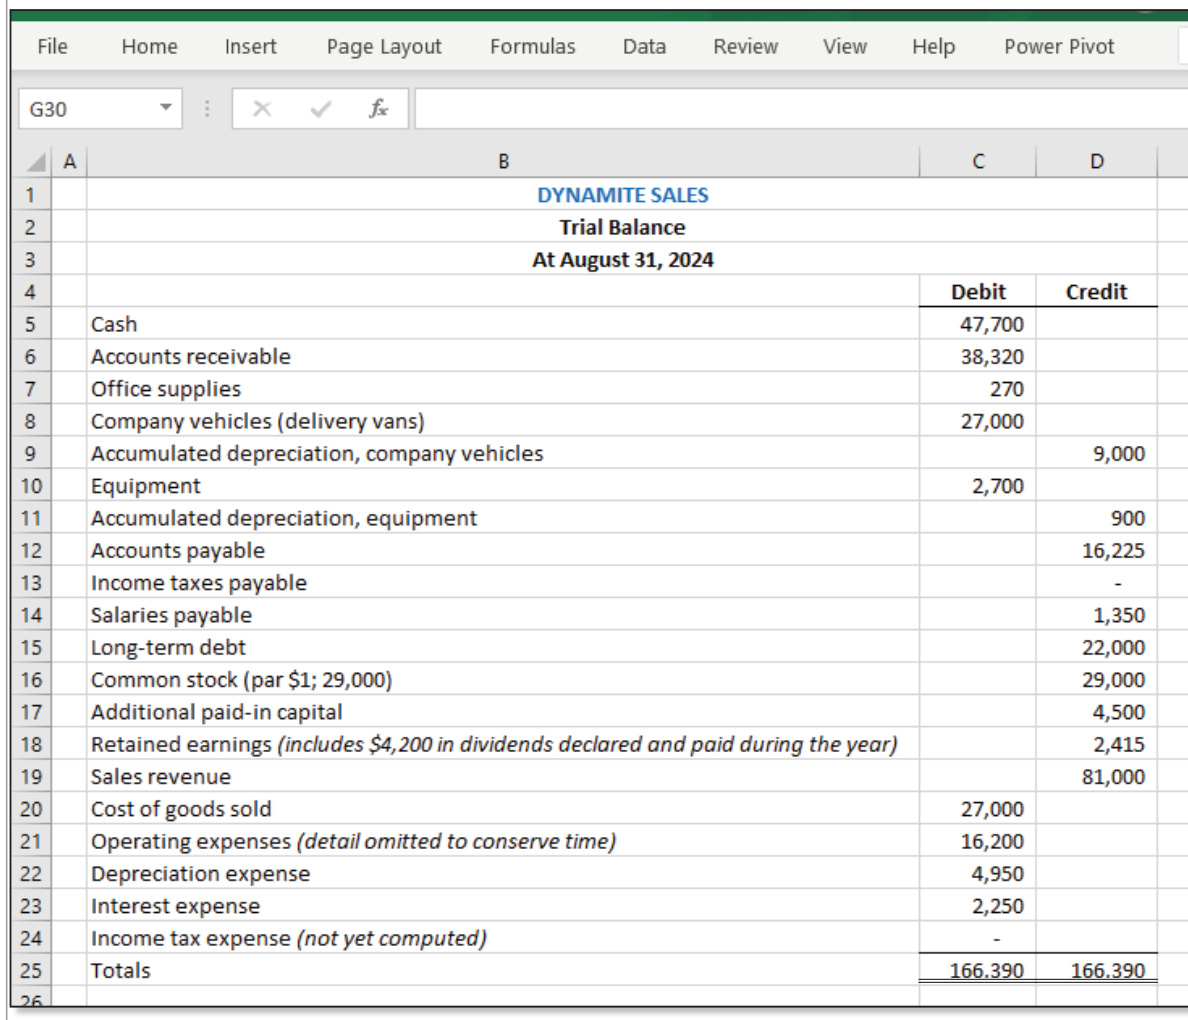 File Home Insert Page Layout Formulas Data Review View Help Power Pivot
G30 fx
A B C D
1 DYNAMITE SALES
2 Trial Balance
3 At August 31, 2024
4 Debit Credit
5 Cash 47,700
6 Accounts receivable 38,320
7 Office supplies 270
8 Company vehicles (delivery vans) 27,000
9 Accumulated depreciation, company vehicles 9,000
10 Equipment 2,700
11 Accumulated depreciation, equipment 900
12 Accounts payable 16,225
13 Income taxes payable -
14 Salaries payable 1,350
15 Long-term debt 22,000
16 Common stock (par $1; 29,000) 29,000
17 Additional paid-in capital 4,500
18 Retained earnings (includes $4,200 in dividends declared and paid during the year) 2,415
19 Sales revenue 81,000
20 Cost of goods sold 27,000
21 Operating expenses (detail omitted to conserve time) 16,200
22 Depreciation expense 4,950
23 Interest expense 2,250
24 Income tax expense (not yet computed) -
25 Totals 166.390 166.390
26